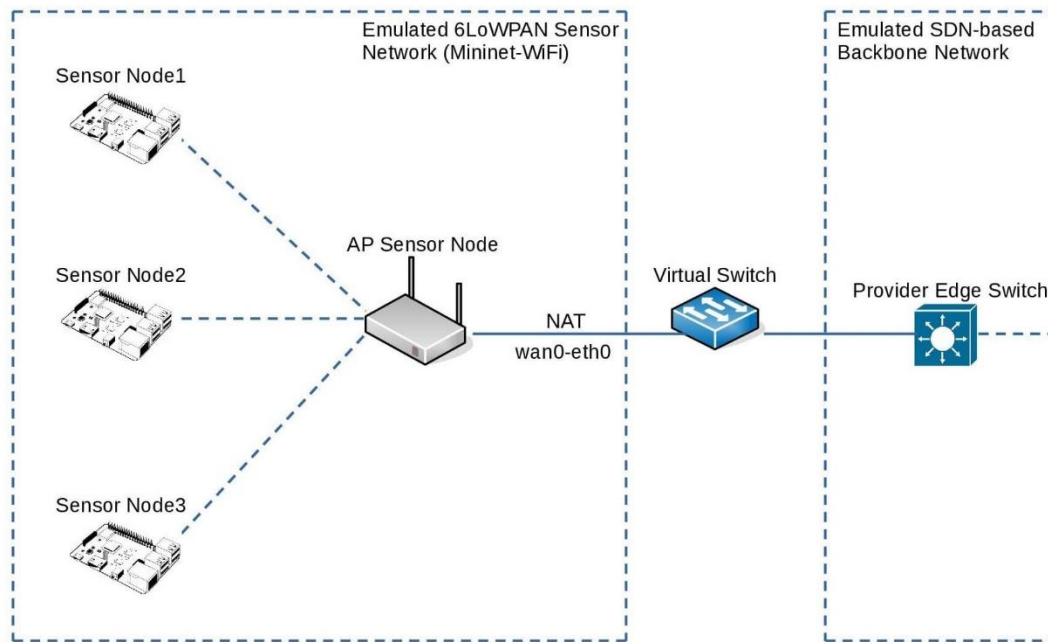 Emulated 6LoWPAN Sensor
Network (Mininet-WiFi)
Emulated SDN-based
Backbone Network
Sensor Node1
AP Sensor Node
Sensor Node2
Virtual Switch
Provider Edge Switch
NAT
wan0-eth0
Sensor Node3